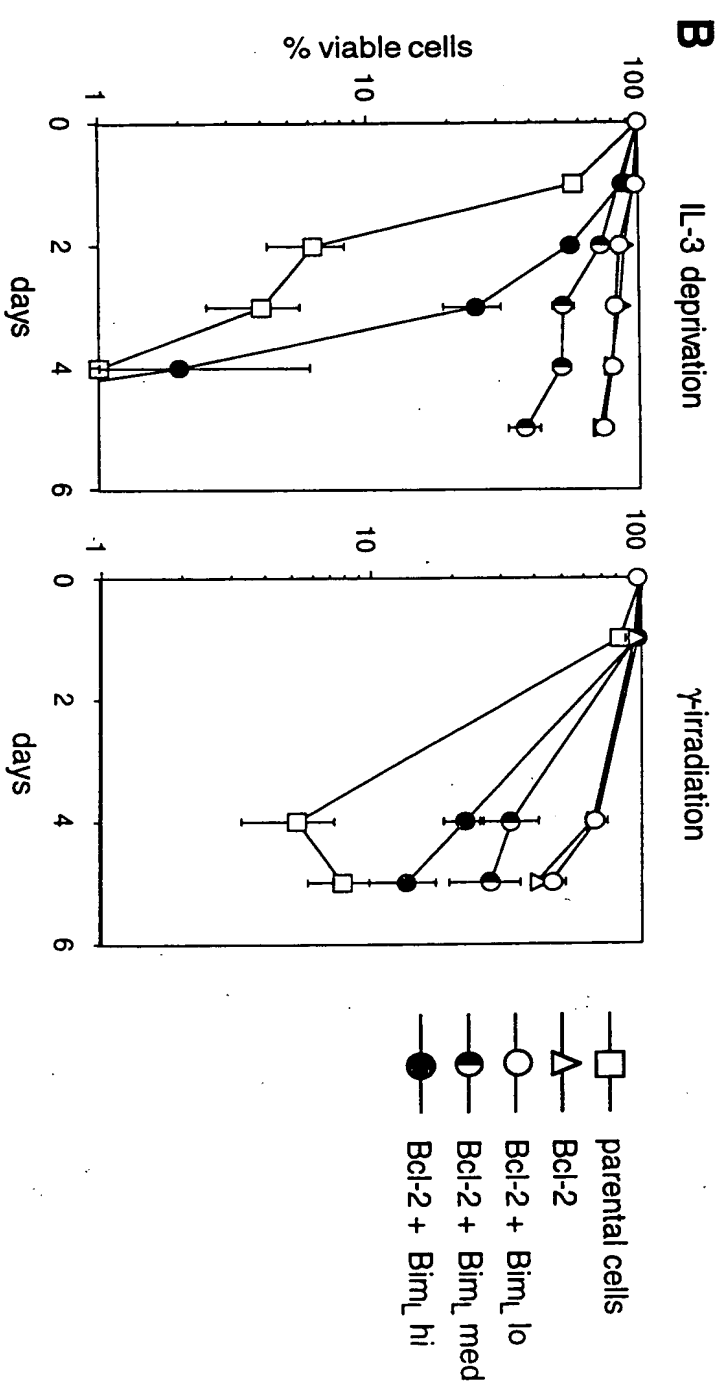 B
IL-3 deprivation
γ-irradiation
% viable cells
100
10
1
0
2
4
6
days
100
10
1
0
2
4
6
days
parental cells
Bcl-2
Bcl-2 + BimL lo
Bcl-2 + BimL med
Bcl-2 + BimL hi